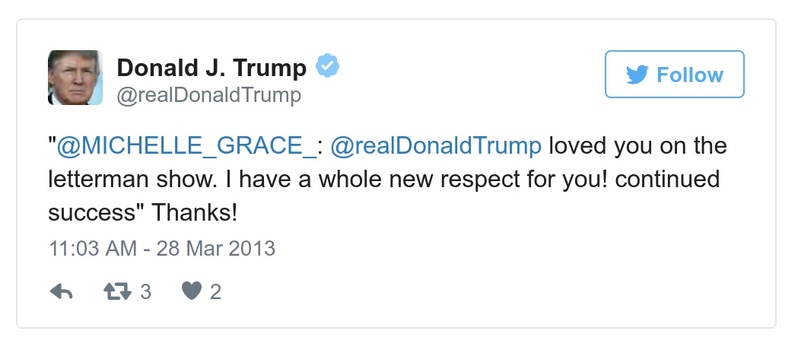 Donald J. Trump
@realDonaldTrump
Follow
"@MICHELLE_GRACE_: @realDonaldTrump loved you on the
letterman show. I have a whole new respect for you! continued
success" Thanks!
11:03 AM - 28 Mar 2013
3 2